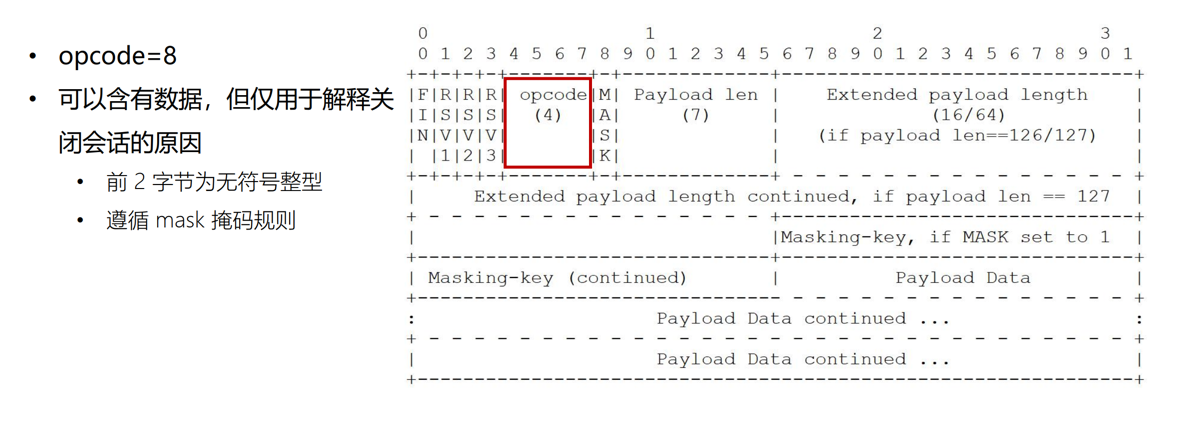 • opcode=8
• 可以含有数据，但仅用于解释关
闭会话的原因
• 前 2 字节为无符号整型
• 遵循 mask 掩码规则
 0                   1                   2                   3
 0 1 2 3 4 5 6 7 8 9 0 1 2 3 4 5 6 7 8 9 0 1 2 3 4 5 6 7 8 9 0 1
+-+-+-+-+-------+-+-------------+-------------------------------+
|F|R|R|R| opcode|M| Payload len |    Extended payload length    |
|I|S|S|S|  (4)  |A|     (7)     |             (16/64)           |
|N|V|V|V|       |S|             |   (if payload len==126/127)   |
| |1|2|3|       |K|             |                               |
+-+-+-+-+-------+-+-------------+ - - - - - - - - - - - - - - - +
|     Extended payload length continued, if payload len == 127  |
+ - - - - - - - - - - - - - - - +-------------------------------+
|                               |Masking-key, if MASK set to 1  |
+-------------------------------+-------------------------------+
| Masking-key (continued)       |          Payload Data         |
+-------------------------------- - - - - - - - - - - - - - - - +
:                     Payload Data continued ...                :
+ - - - - - - - - - - - - - - - - - - - - - - - - - - - - - - - +
|                     Payload Data continued ...                |
+---------------------------------------------------------------+